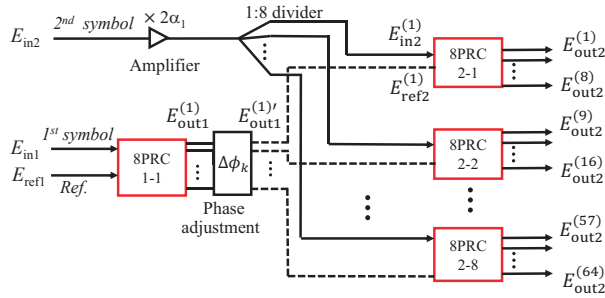 × 2α₁
1:8 divider
E_in2
2nd symbol
Amplifier
E_in2^(1)
E_ref2^(1)
8PRC
2-1
E_out2^(1)
E_out2^(8)
E_out1^(1)
E_out1^(1)′
E_in1
1st symbol
E_ref1
Ref.
8PRC
1-1
Δϕ_k
Phase
adjustment
8PRC
2-2
E_out2^(9)
E_out2^(16)
8PRC
2-8
E_out2^(57)
E_out2^(64)